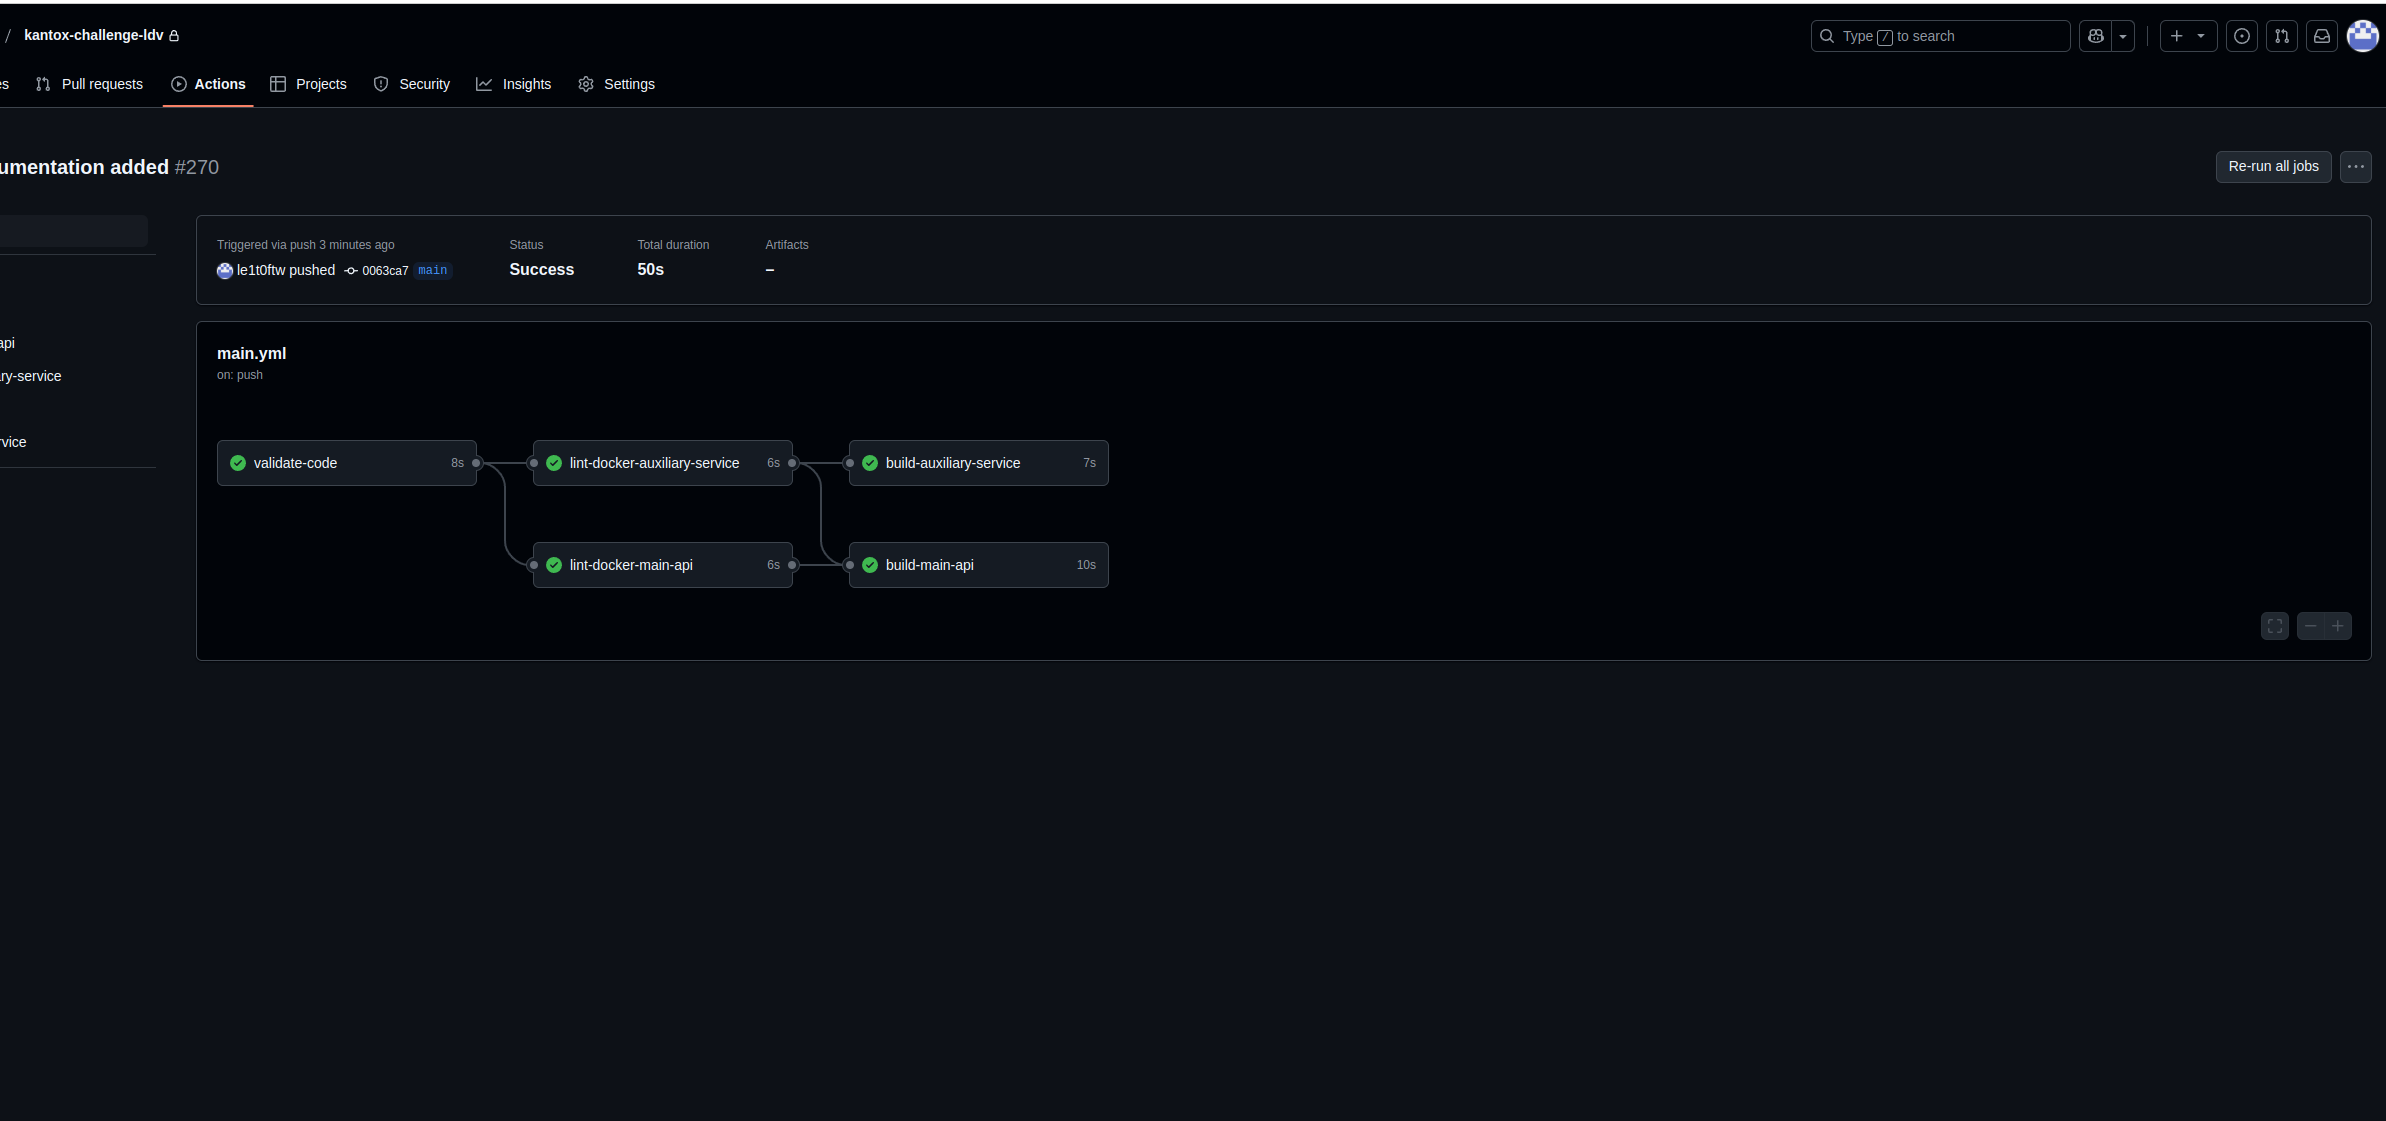 / kantox-challenge-ldv
Type / to search
es Pull requests Actions Projects Security Insights Settings
umentation added #270
Re-run all jobs
Triggered via push 3 minutes ago Status Total duration Artifacts
le1t0ftw pushed 0063ca7 main Success 50s –
api
ry-service
rvice
main.yml
on: push
validate-code 8s
lint-docker-auxiliary-service 6s
build-auxiliary-service 7s
lint-docker-main-api 6s
build-main-api 10s